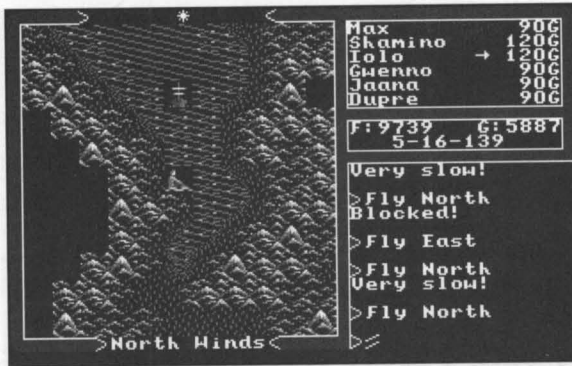 Max 90G
Skamino 120G
Iolo → 120G
Gwenno 90G
Jaana 90G
Dupre 90G
F:9739 G:5887
5-16-139
Very slow!
>Fly North
Blocked!
>Fly East
>Fly North
Very slow!
>Fly North
>
North Winds